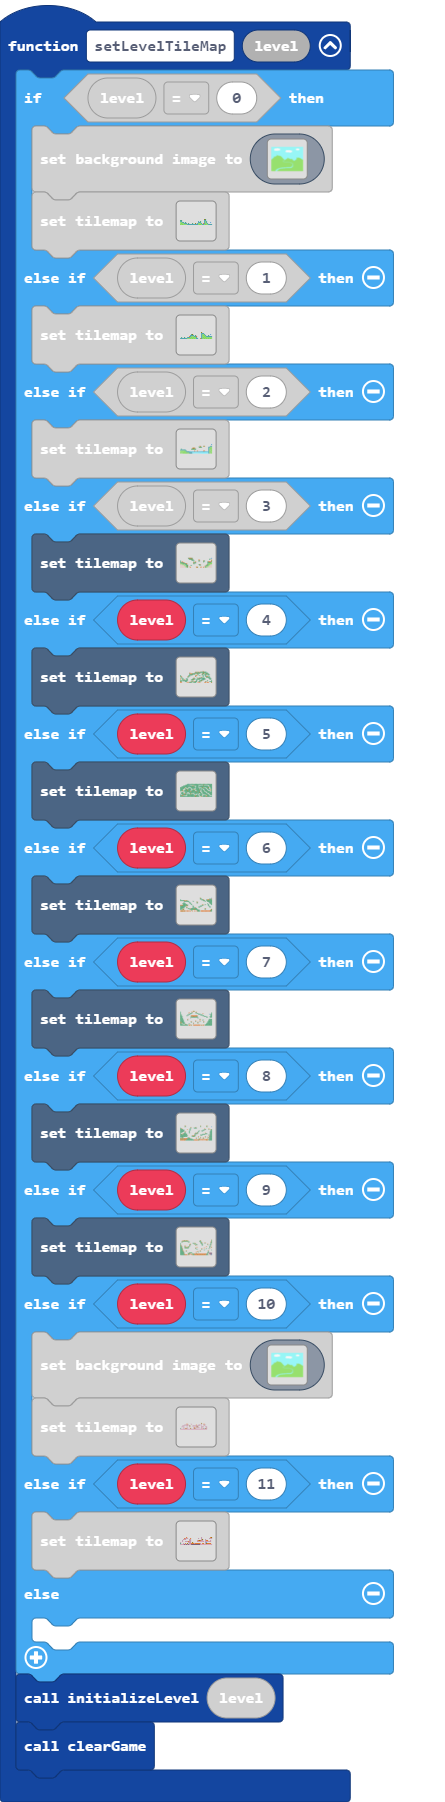 function setLevelTileMap level
if level = 0 then
set background image to
set tilemap to
else if level = 1 then
set tilemap to
else if level = 2 then
set tilemap to
else if level = 3 then
set tilemap to
else if level = 4 then
set tilemap to
else if level = 5 then
set tilemap to
else if level = 6 then
set tilemap to
else if level = 7 then
set tilemap to
else if level = 8 then
set tilemap to
else if level = 9 then
set tilemap to
else if level = 10 then
set background image to
set tilemap to
else if level = 11 then
set tilemap to
else
call initializeLevel level
call clearGame